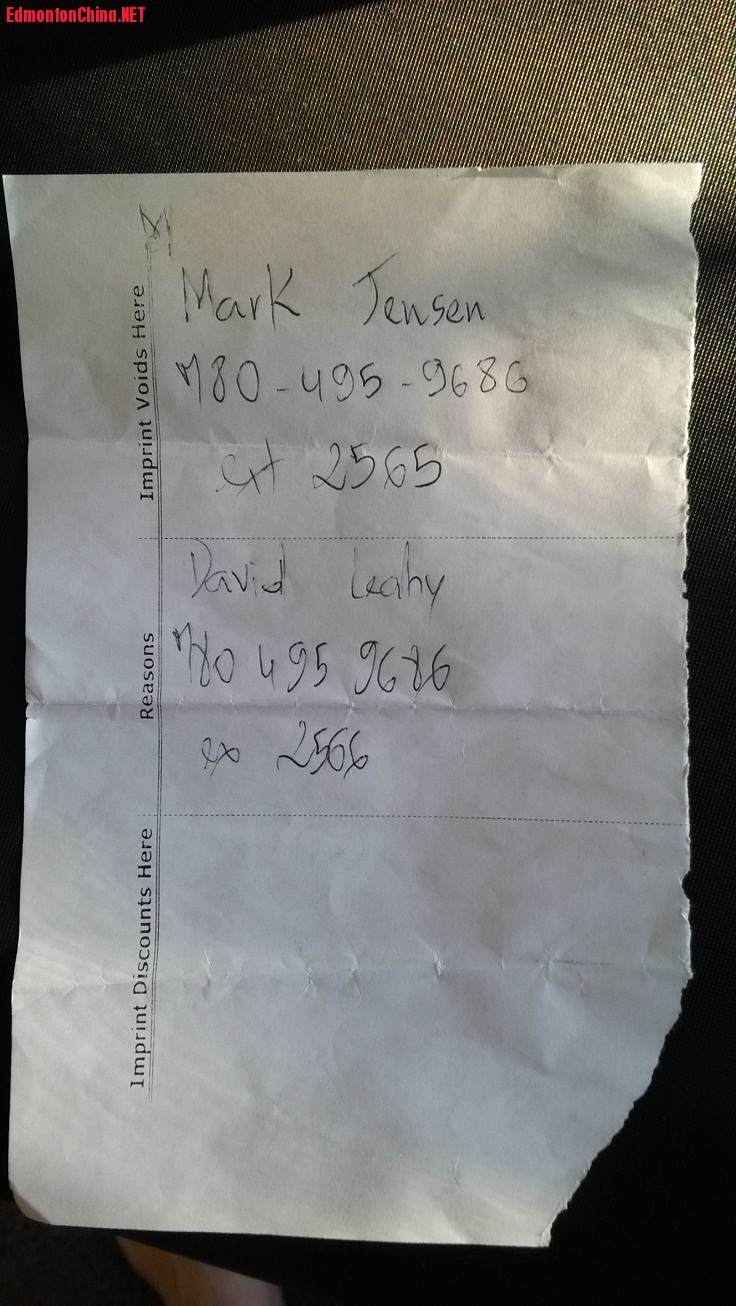 EdmontonChina.NET
Mark Jensen
780-495-9686
ext 2565
David Leahy
780 495 9686
ex 2566
Imprint Voids Here
Reasons
Imprint Discounts Here